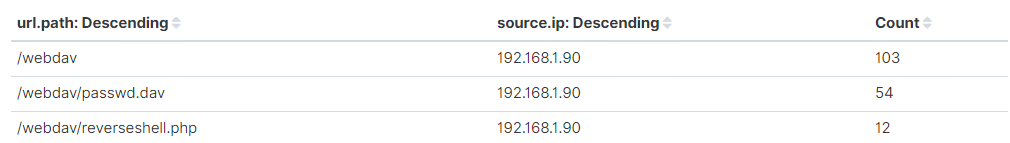 url.path: Descending source.ip: Descending Count
/webdav 192.168.1.90 103
/webdav/passwd.dav 192.168.1.90 54
/webdav/reverseshell.php 192.168.1.90 12